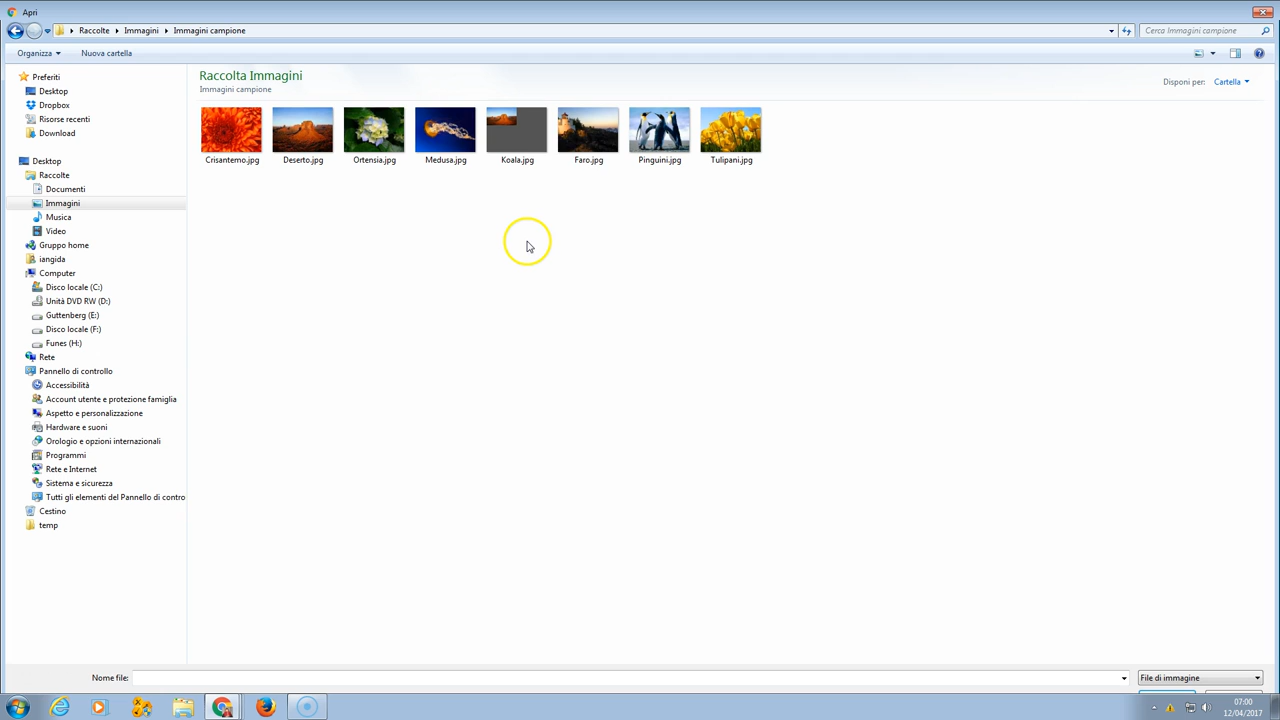 Apri
Raccolte Immagini Immagini campione
Cerca Immagini campione
Organizza Nuova cartella
Raccolta Immagini
Immagini campione
Disponi per: Cartella
Crisantemo.jpg Deserto.jpg Ortensia.jpg Medusa.jpg Koala.jpg Faro.jpg Pinguini.jpg Tulipani.jpg
Preferiti
Desktop
Dropbox
Risorse recenti
Download
Desktop
Raccolte
Documenti
Immagini
Musica
Video
Gruppo home
iangida
Computer
Disco locale (C:)
Unità DVD RW (D:)
Guttenberg (E:)
Disco locale (F:)
Funes (H:)
Rete
Pannello di controllo
Accessibilità
Account utente e protezione famiglia
Aspetto e personalizzazione
Hardware e suoni
Orologio e opzioni internazionali
Programmi
Rete e Internet
Sistema e sicurezza
Tutti gli elementi del Pannello di contro
Cestino
temp
Nome file: File di immagine
07:00
12/04/2017